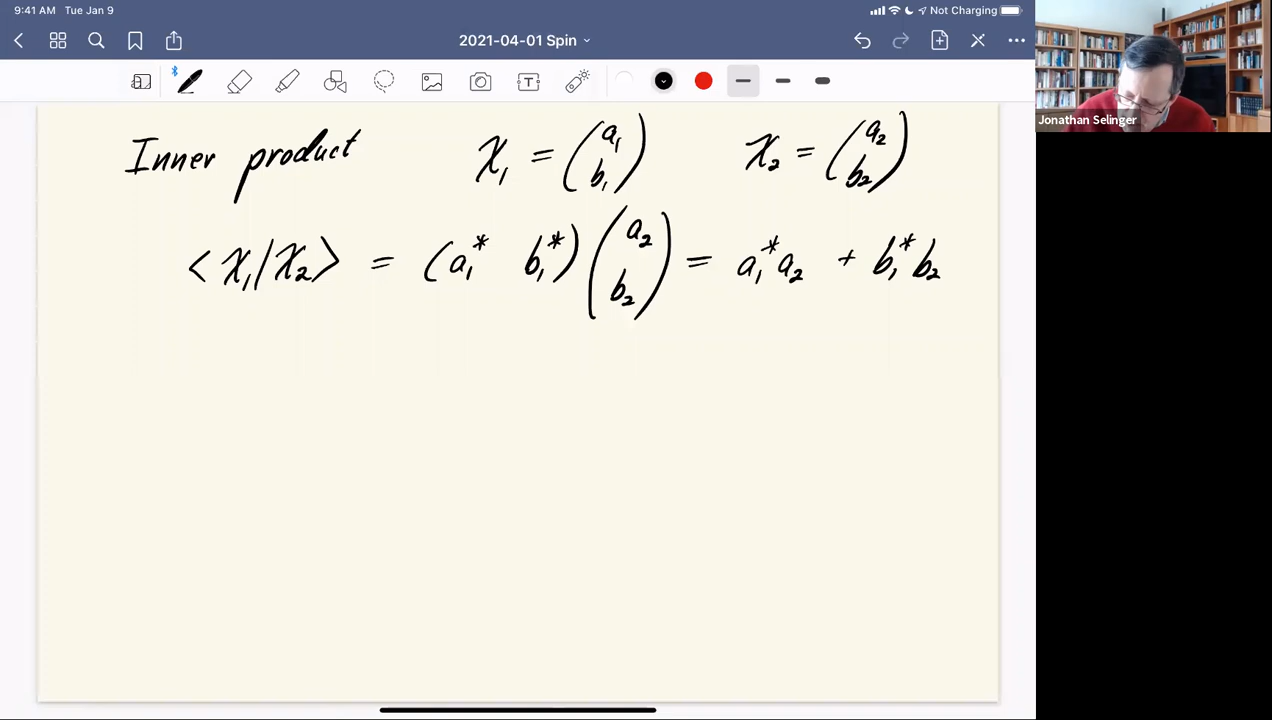 9:41 AM Tue Jan 9
Not Charging
2021-04-01 Spin
T
Jonathan Selinger
Inner product χ₁ = (a₁ b₁) χ₂ = (a₂ b₂)
<χ₁|χ₂> = (a₁* b₁*) (a₂ b₂) = a₁*a₂ + b₁*b₂